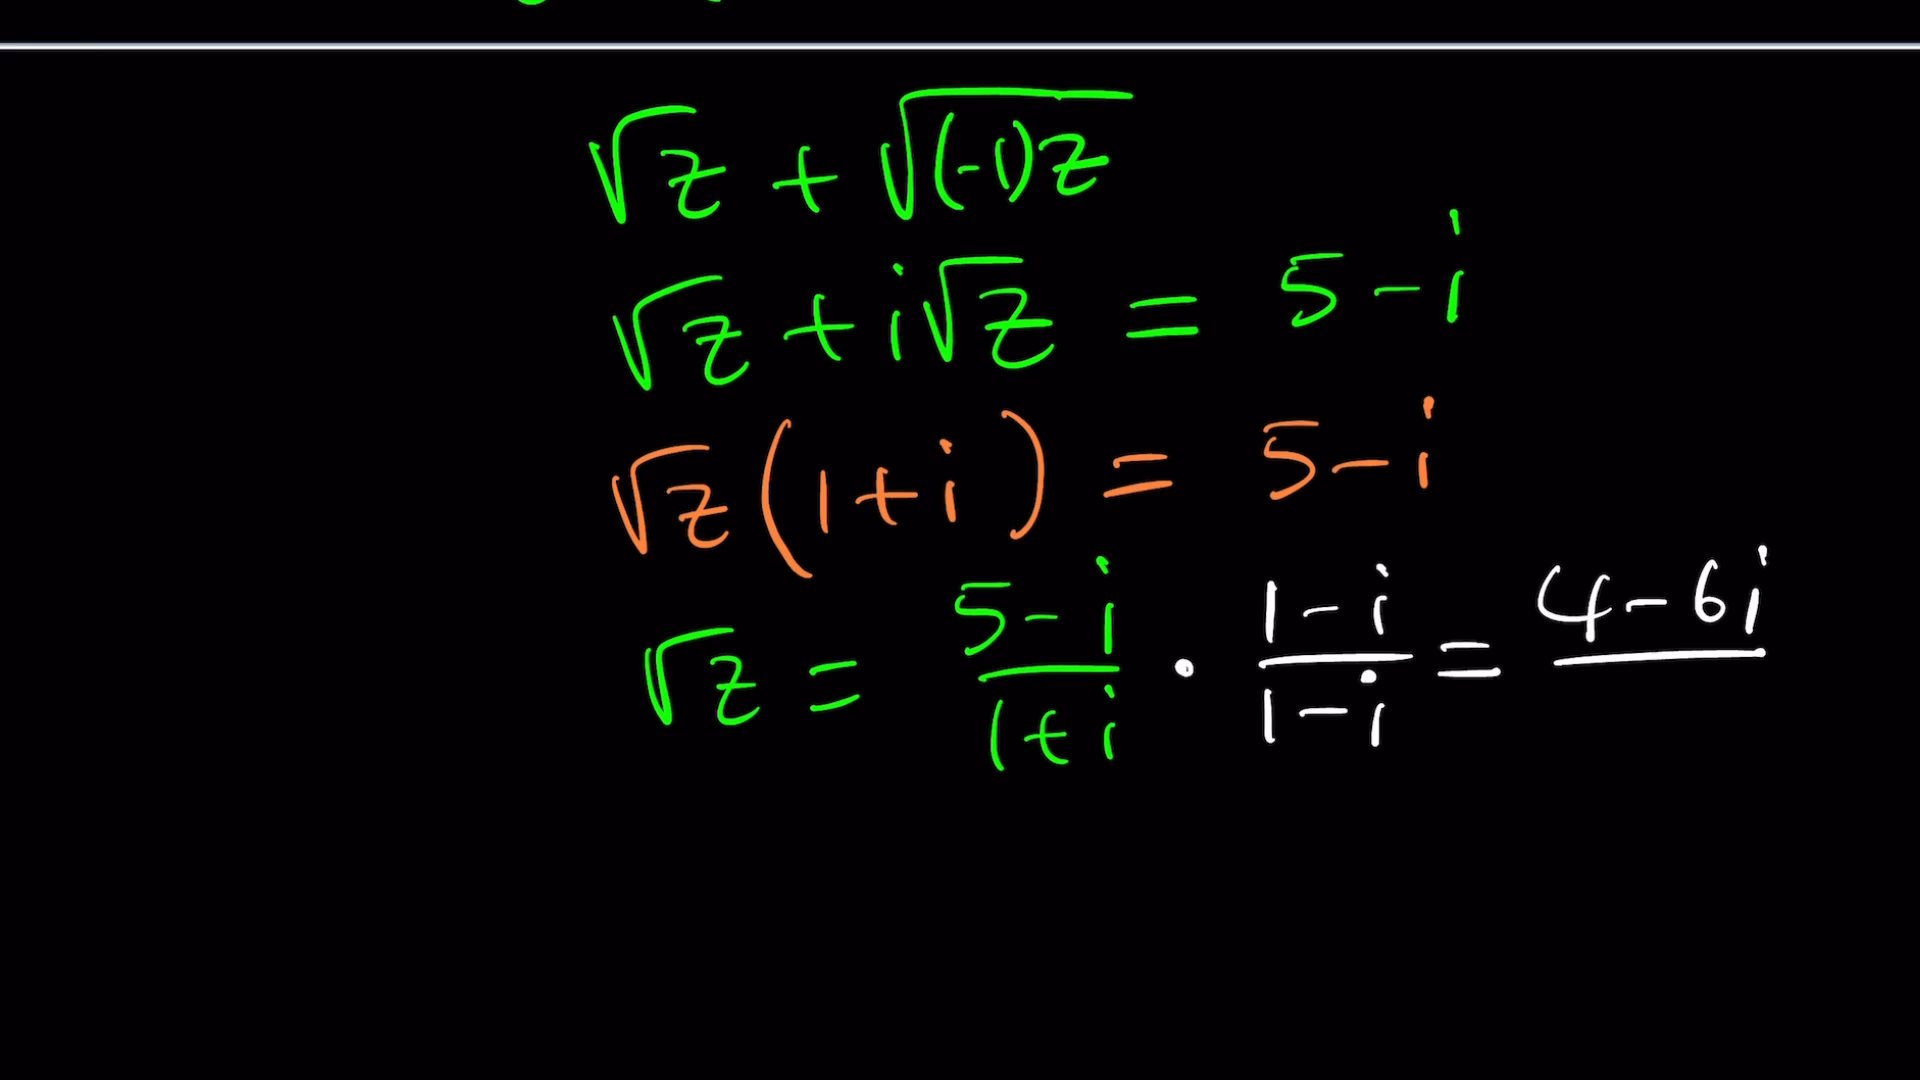 √z + √(-1)z
√z + i√z = 5 - i
√z (1 + i) = 5 - i
√z = (5 - i)/(1 + i) · (1 - i)/(1 - i) = 4 - 6i